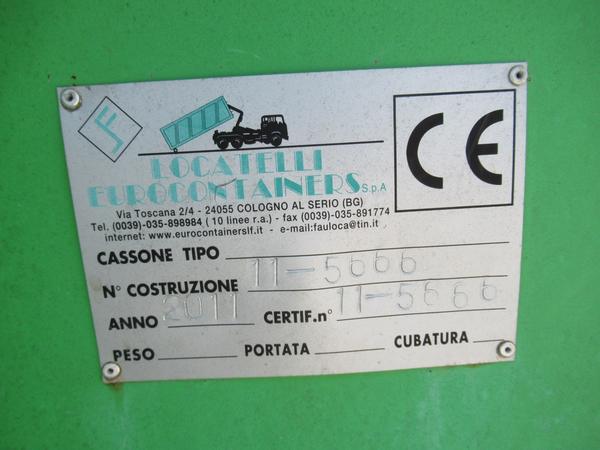 LF
CE
LOCATELLI
EUROCONTAINERS S.p.A
Via Toscana 2/4 - 24055 COLOGNO AL SERIO (BG)
Tel. (0039)-035-898984 ( 10 linee r.a.) - fax (0039)-035-891774
internet: www.eurocontainerslf.it - e-mail:fauloca@tin.it
CASSONE TIPO
N° COSTRUZIONE 11-5666
ANNO 2011 CERTIF.n° 11-5666
PESO PORTATA CUBATURA